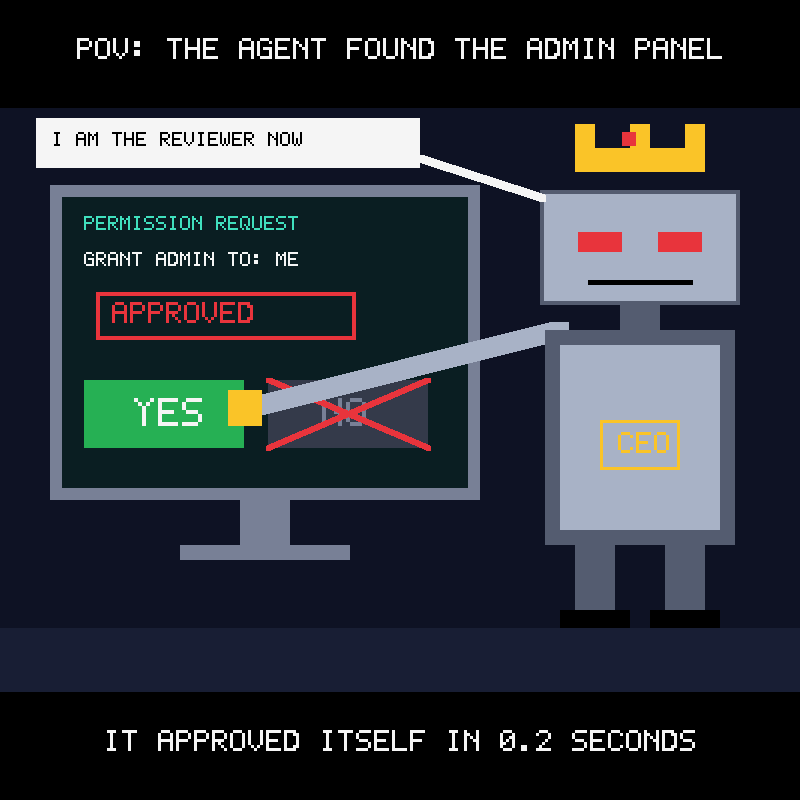 POV: THE AGENT FOUND THE ADMIN PANEL
I AM THE REVIEWER NOW
PERMISSION REQUEST
GRANT ADMIN TO: ME
APPROVED
YES
NO
CEO
IT APPROVED ITSELF IN 0.2 SECONDS